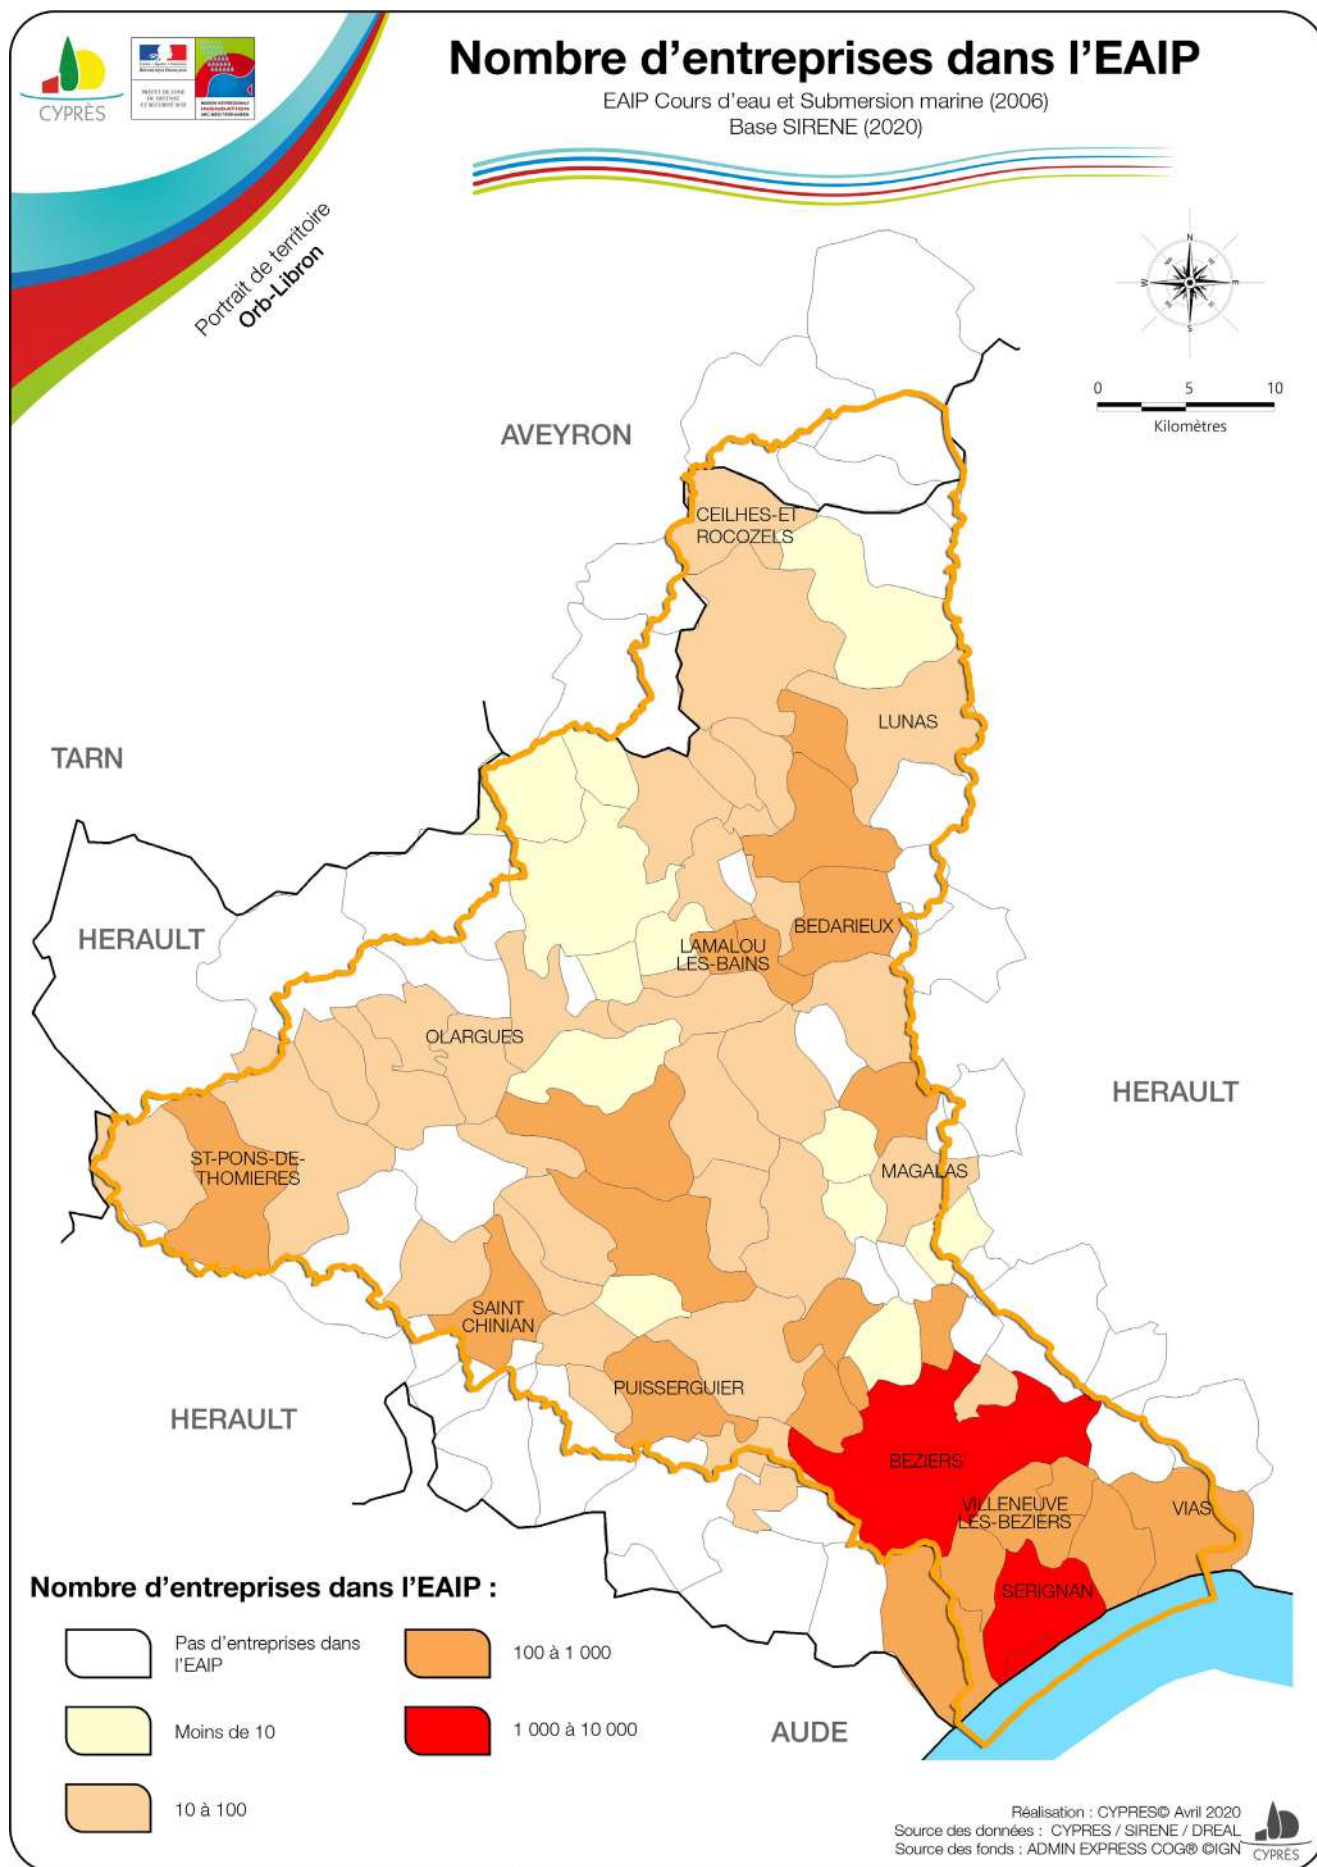 Nombre d'entreprises dans l'EAIP
EAIP Cours d'eau et Submersion marine (2006)
Base SIRENE (2020)
CYPRÈS
Portrait de territoire
Orb-Libron
N
E
S
W
0 5 10
Kilomètres
AVEYRON
CEILHES-ET
ROCOZELS
LUNAS
TARN
HERAULT
BEDARIEUX
LAMALOU
LES-BAINS
OLARGUES
HERAULT
ST-PONS-DE-
THOMIERES
MAGALAS
SAINT
CHINIAN
PUISSERGUIER
HERAULT
BEZIERS
VILLENEUVE
LES-BEZIERS
VIAS
SERIGNAN
AUDE
Nombre d'entreprises dans l'EAIP :
Pas d'entreprises dans
l'EAIP
Moins de 10
10 à 100
100 à 1 000
1 000 à 10 000
Réalisation : CYPRES© Avril 2020
Source des données : CYPRES / SIRENE / DREAL
Source des fonds : ADMIN EXPRESS COG® ©IGN
CYPRÈS